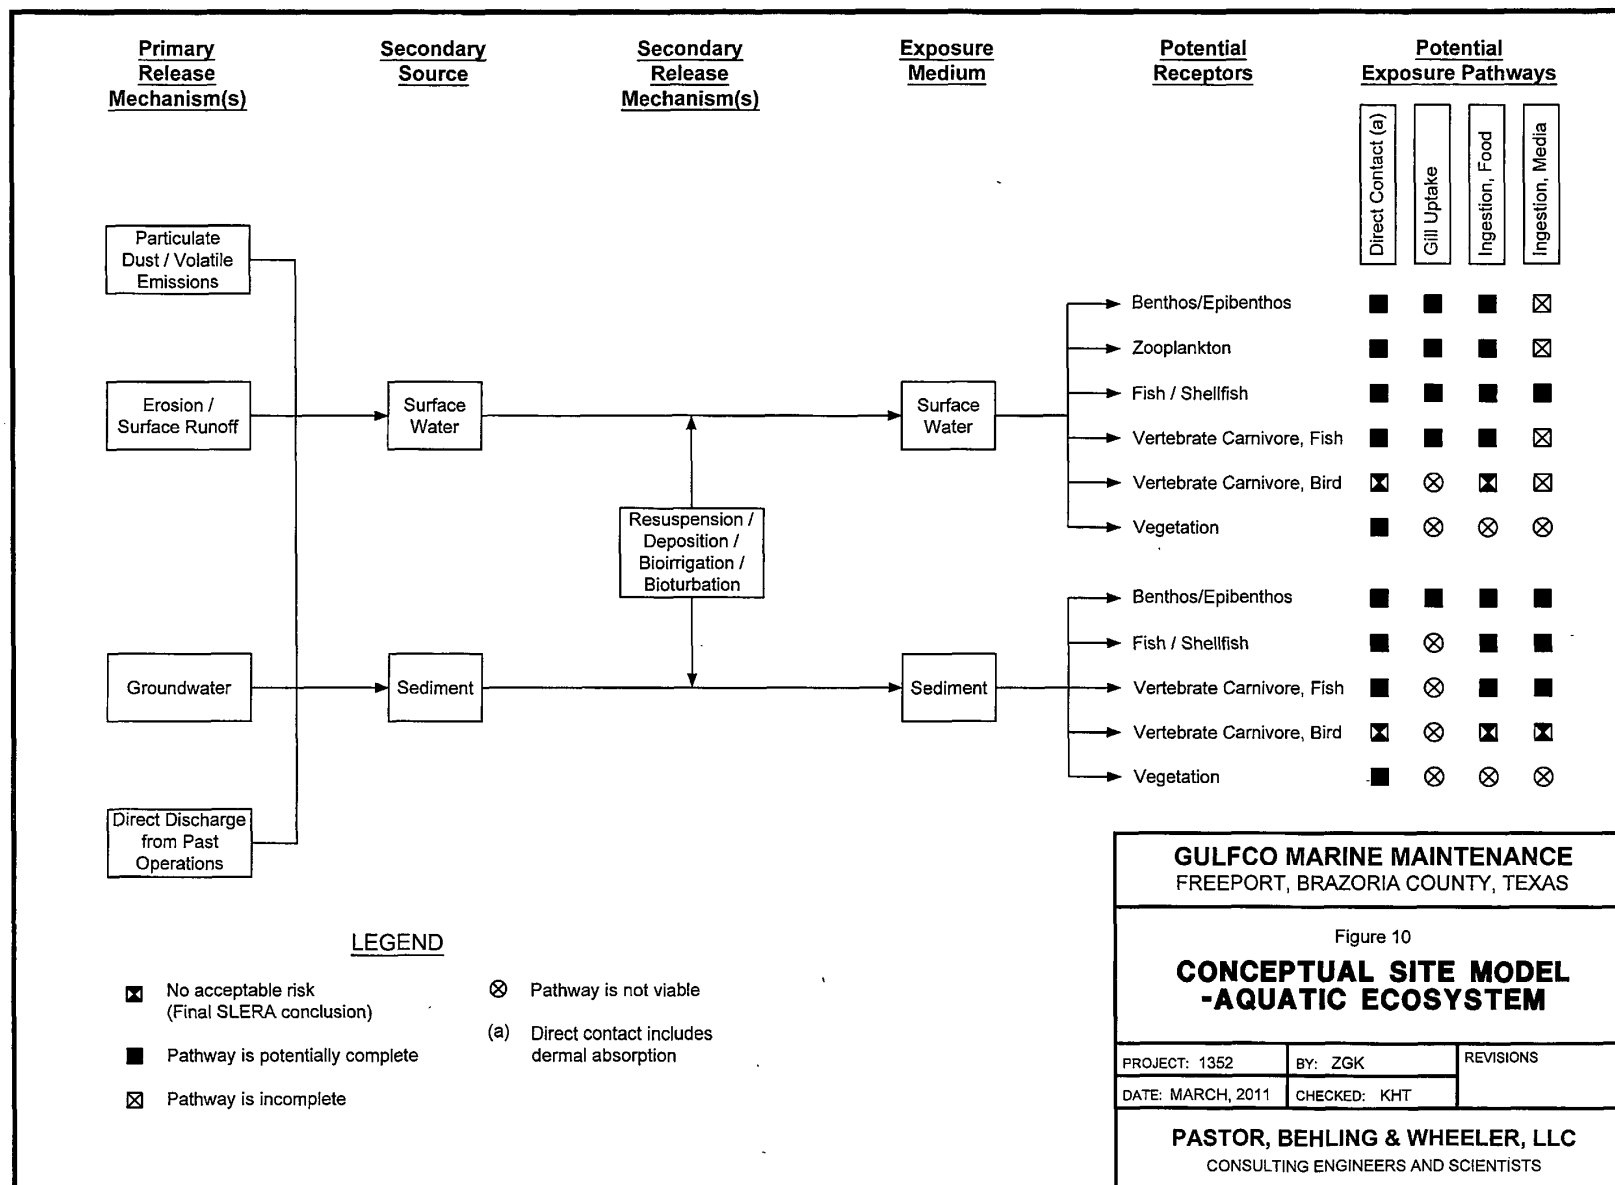 Primary
Release
Mechanism(s)
Secondary
Source
Secondary
Release
Mechanism(s)
Exposure
Medium
Potential
Receptors
Potential
Exposure Pathways
Direct Contact (a)
Gill Uptake
Ingestion, Food
Ingestion, Media
Particulate
Dust / Volatile
Emissions
Erosion /
Surface Runoff
Groundwater
Direct Discharge
from Past
Operations
Surface
Water
Sediment
Resuspension /
Deposition /
Bioirrigation /
Bioturbation
Surface
Water
Sediment
Benthos/Epibenthos
Zooplankton
Fish / Shellfish
Vertebrate Carnivore, Fish
Vertebrate Carnivore, Bird
Vegetation
Benthos/Epibenthos
Fish / Shellfish
Vertebrate Carnivore, Fish
Vertebrate Carnivore, Bird
Vegetation
LEGEND
No acceptable risk
(Final SLERA conclusion)
Pathway is potentially complete
Pathway is incomplete
Pathway is not viable
(a) Direct contact includes
dermal absorption
GULFCO MARINE MAINTENANCE
FREEPORT, BRAZORIA COUNTY, TEXAS
Figure 10
CONCEPTUAL SITE MODEL
-AQUATIC ECOSYSTEM
PROJECT: 1352
BY: ZGK
REVISIONS
DATE: MARCH, 2011
CHECKED: KHT
PASTOR, BEHLING & WHEELER, LLC
CONSULTING ENGINEERS AND SCIENTISTS